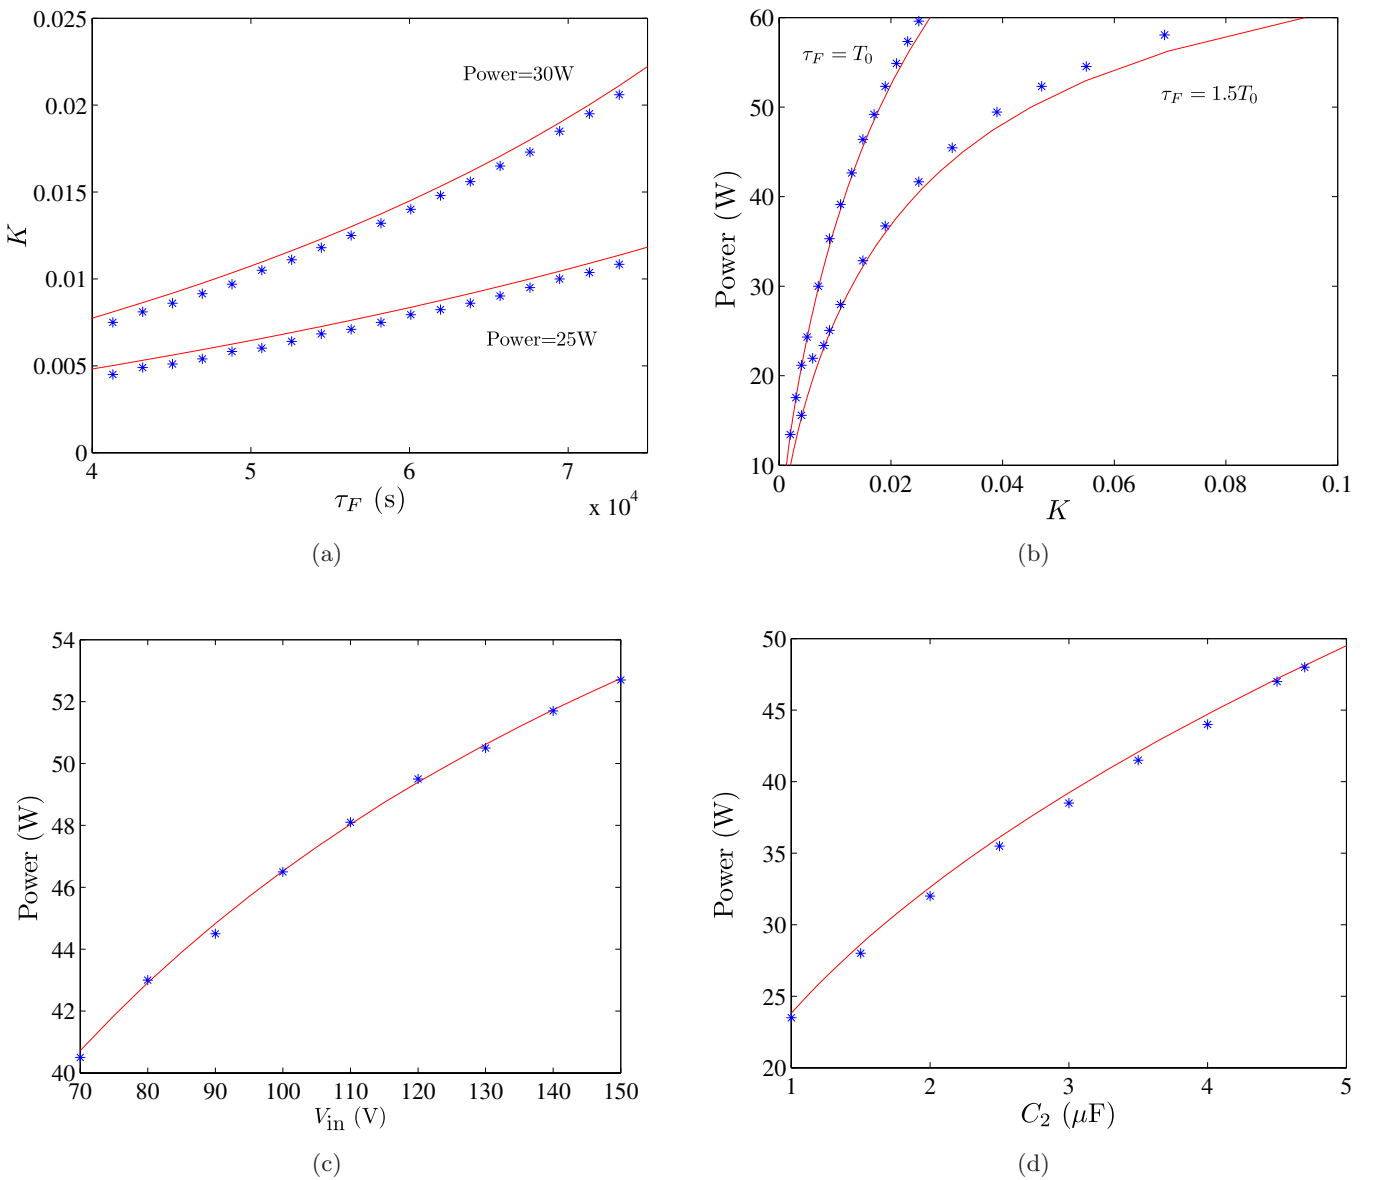 0.025
0.02
0.015
0.01
0.005
0
K
Power=30W
Power=25W
4 5 6 7
τ_F (s)
x 10^4
(a)
60
50
40
30
20
10
Power (W)
τ_F = T_0
τ_F = 1.5T_0
0 0.02 0.04 0.06 0.08 0.1
K
(b)
54
52
50
48
46
44
42
40
Power (W)
70 80 90 100 110 120 130 140 150
V_in (V)
(c)
50
45
40
35
30
25
20
Power (W)
1 2 3 4 5
C_2 (μF)
(d)